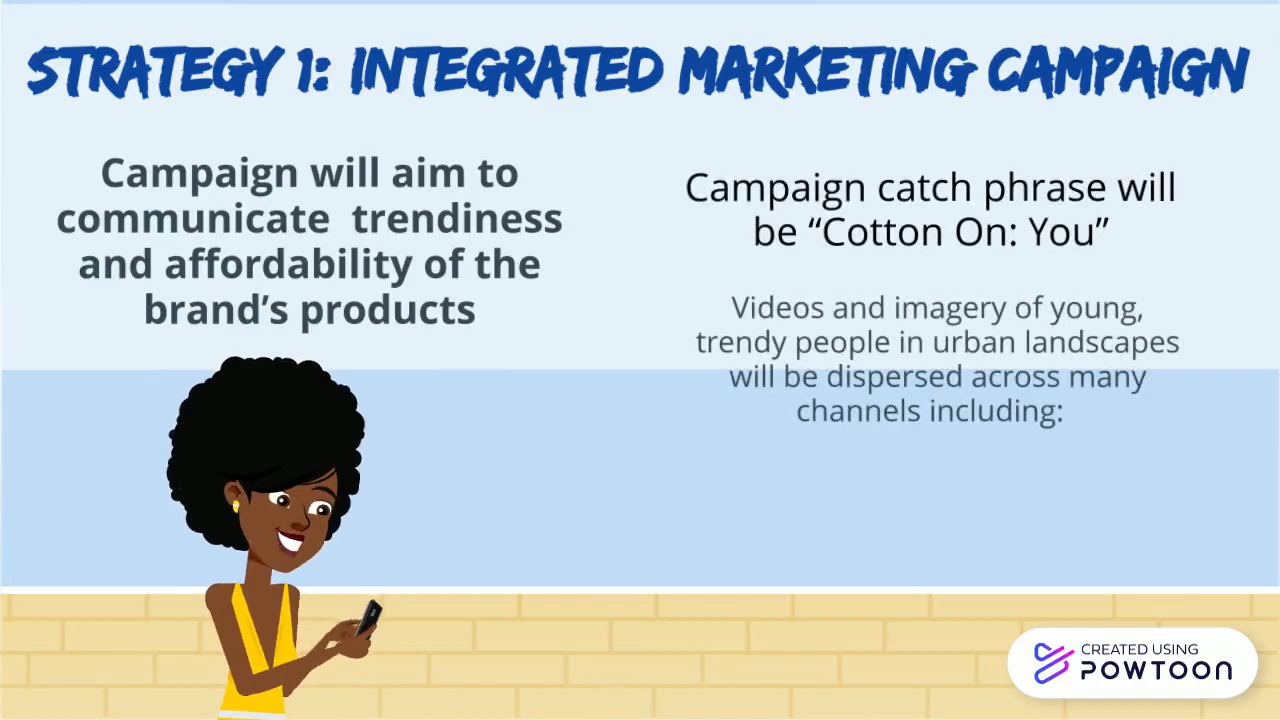 STRATEGY 1: INTEGRATED MARKETING CAMPAIGN
Campaign will aim to
communicate trendiness
and affordability of the
brand’s products
Campaign catch phrase will
be “Cotton On: You”
Videos and imagery of young,
trendy people in urban landscapes
will be dispersed across many
channels including:
CREATED USING
POWTOON